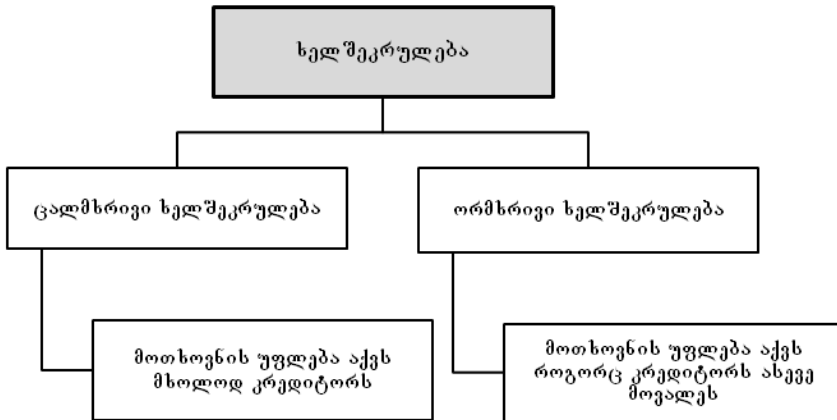 ხელშეკრულება
ცალმხრივი ხელშეკრულება
ორმხრივი ხელშეკრულება
მოთხოვნის უფლება აქვს
მხოლოდ კრედიტორს
მოთხოვნის უფლება აქვს
როგორც კრედიტორს ასევე
მოვალეს